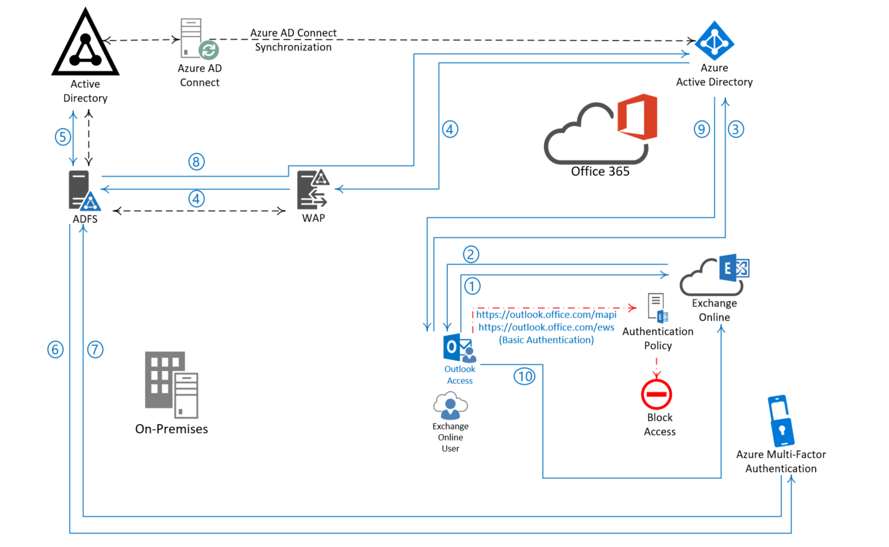 Azure AD Connect
Synchronization
Active
Directory
Azure AD
Connect
Azure
Active Directory
5
8
4
4
9
3
Office 365
ADFS
WAP
2
1
https://outlook.office.com/mapi
https://outlook.office.com/ews
(Basic Authentication)
Exchange
Online
Authentication
Policy
6
7
Outlook
Access
10
On-Premises
Exchange
Online
User
Block
Access
Azure Multi-Factor
Authentication